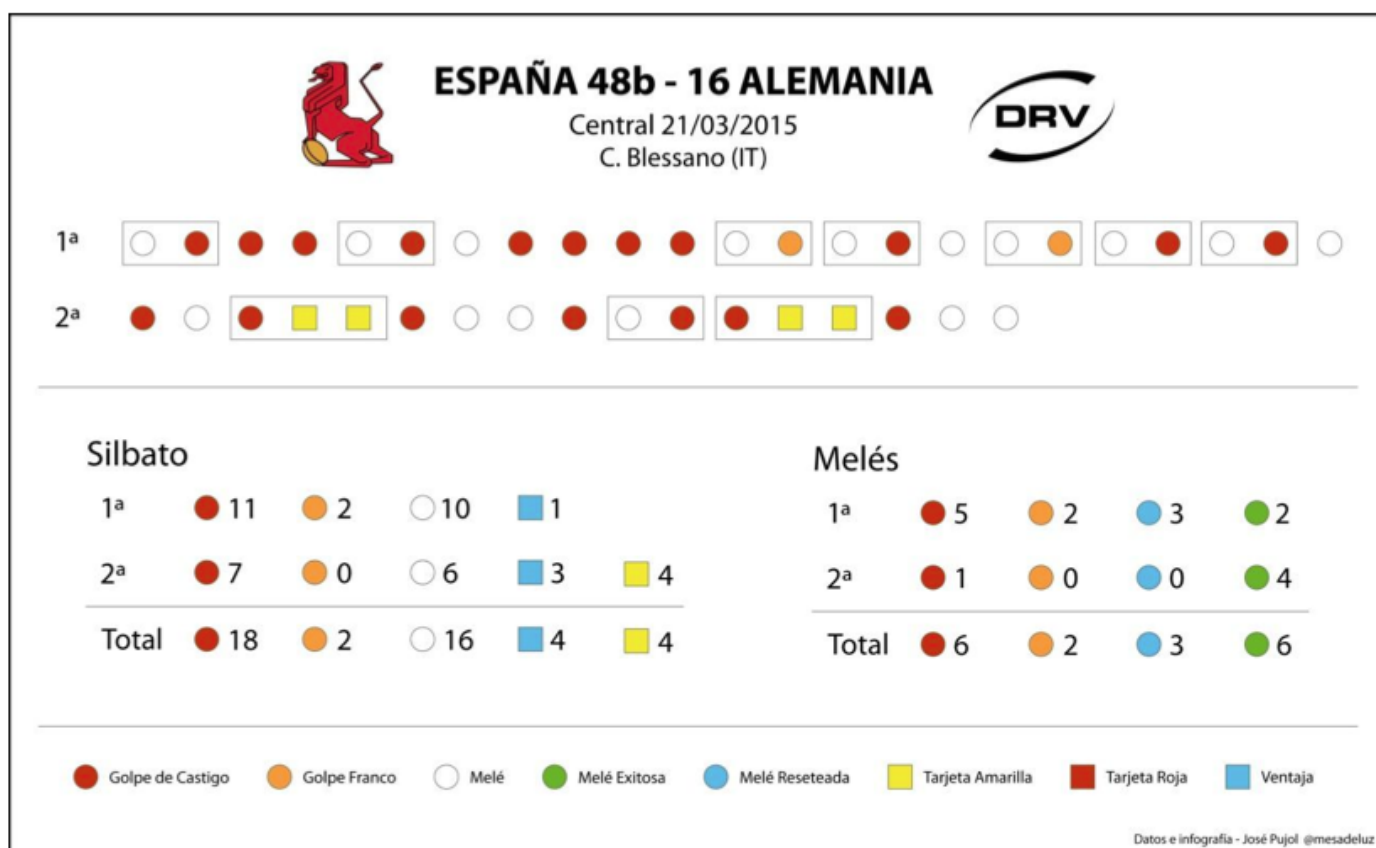 ESPAÑA 48b - 16 ALEMANIA
Central 21/03/2015
C. Blessano (IT)
DRV
1ª
2ª
Silbato
1ª 11 2 10 1
2ª 7 0 6 3 4
Total 18 2 16 4 4
Melés
1ª 5 2 3 2
2ª 1 0 0 4
Total 6 2 3 6
Golpe de Castigo Golpe Franco Melé Melé Exitosa Melé Reseteada Tarjeta Amarilla Tarjeta Roja Ventaja
Datos e infografía - José Pujol @mesadeluz